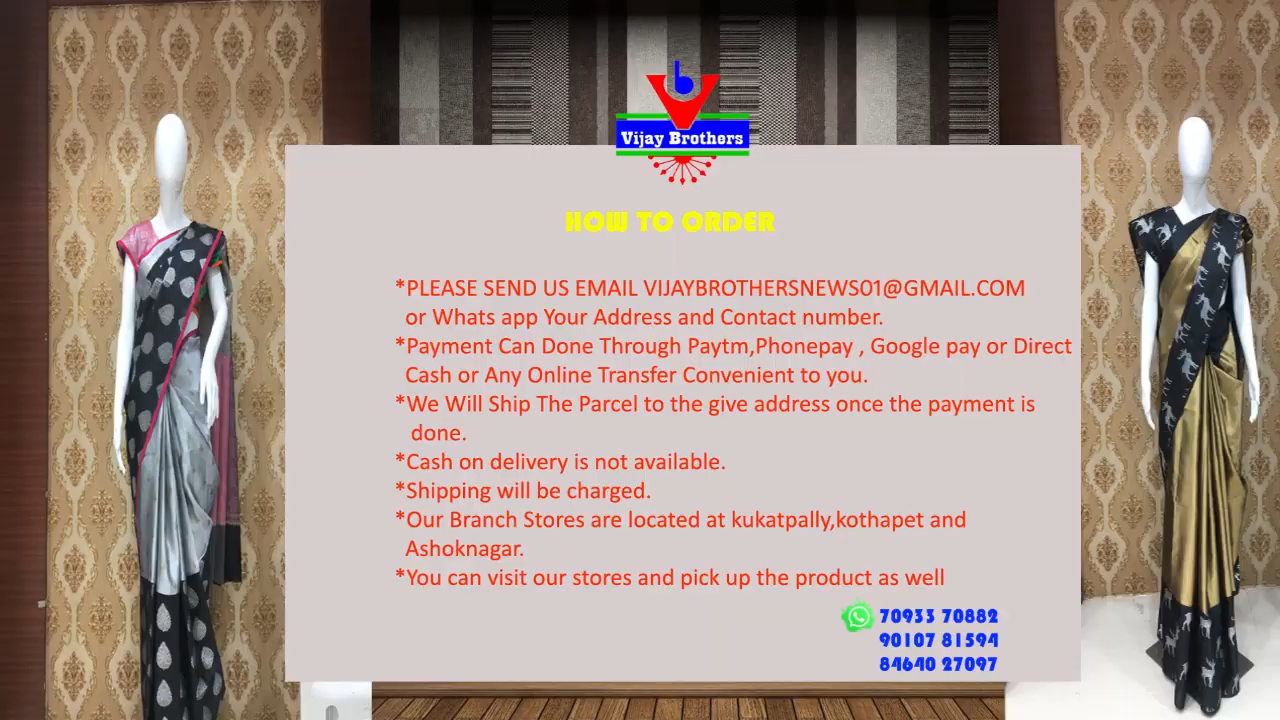 b
Vijay Brothers
HOW TO ORDER
*PLEASE SEND US EMAIL VIJAYBROTHERSNEWS01@GMAIL.COM
or Whats app Your Address and Contact number.
*Payment Can Done Through Paytm,Phonepay , Google pay or Direct
Cash or Any Online Transfer Convenient to you.
*We Will Ship The Parcel to the give address once the payment is
done.
*Cash on delivery is not available.
*Shipping will be charged.
*Our Branch Stores are located at kukatpally,kothapet and
Ashoknagar.
*You can visit our stores and pick up the product as well
70933 70882
90107 81594
84640 27097